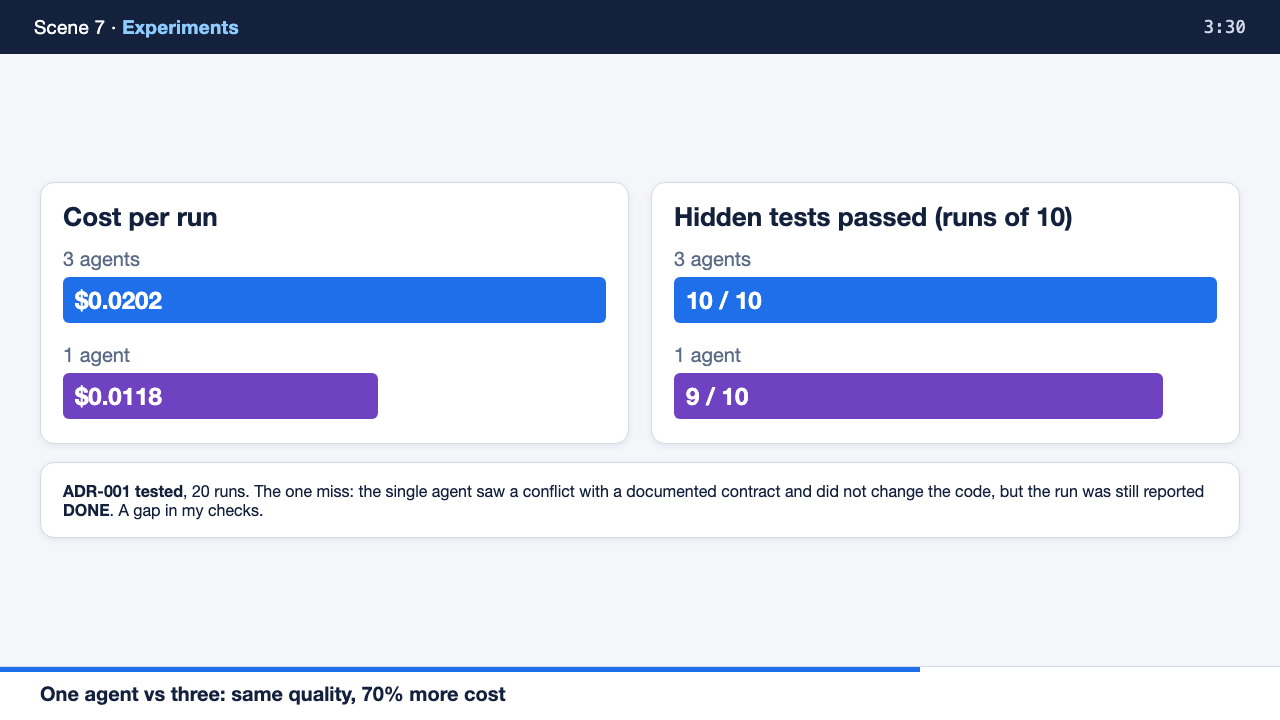 Scene 7 · Experiments
3:30
Cost per run
3 agents
$0.0202
1 agent
$0.0118
Hidden tests passed (runs of 10)
3 agents
10 / 10
1 agent
9 / 10
ADR-001 tested, 20 runs. The one miss: the single agent saw a conflict with a documented contract and did not change the code, but the run was still reported
DONE. A gap in my checks.
One agent vs three: same quality, 70% more cost